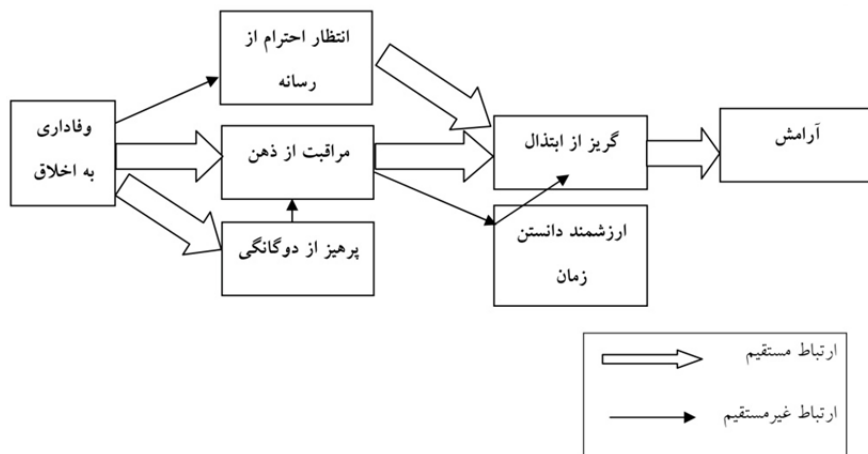 انتظار احترام از
رسانه
وفاداری
به اخلاق
مراقبت از ذهن
پرهیز از دوگانگی
گریز از ابتذال
ارزشمند دانستن
زمان
آرامش
ارتباط مستقیم
ارتباط غیرمستقیم